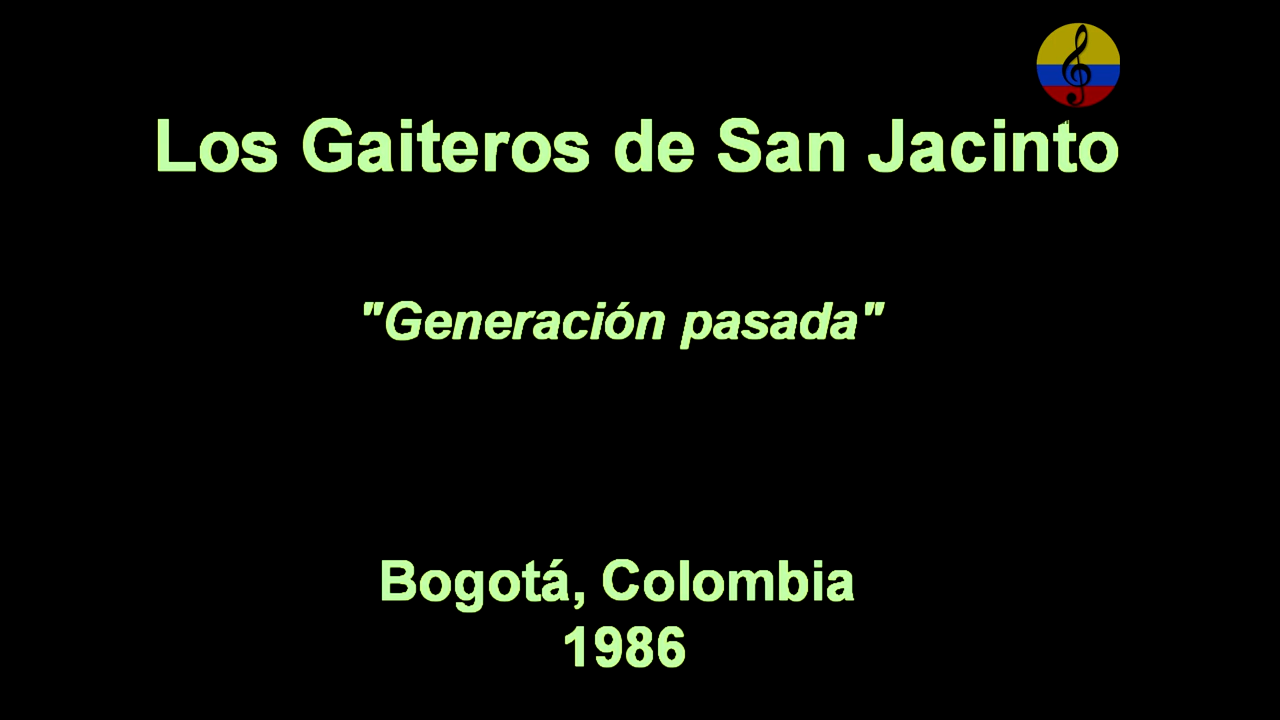 Los Gaiteros de San Jacinto
"Generación pasada"
Bogotá, Colombia
1986